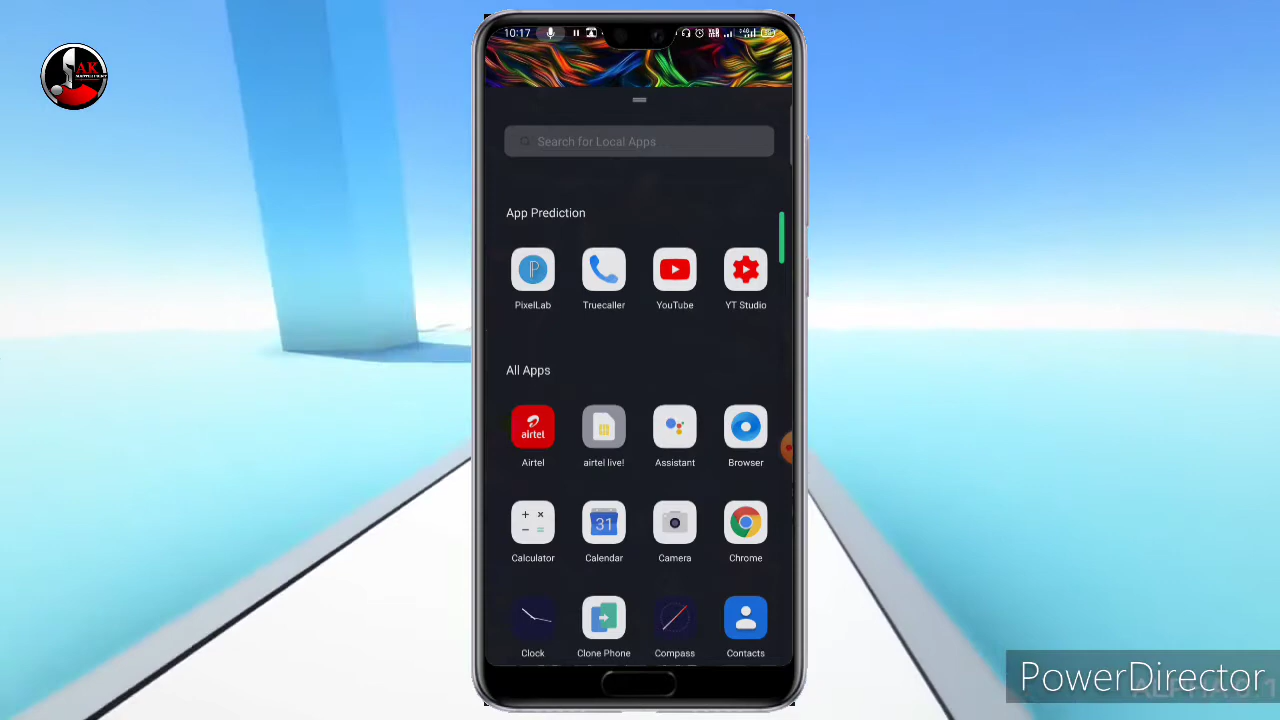 10:17
AK
Search for Local Apps
App Prediction
PixelLab
Truecaller
YouTube
YT Studio
All Apps
airtel
Airtel
airtel live!
Assistant
Browser
31
Calculator
Calendar
Camera
Chrome
Clock
Clone Phone
Compass
Contacts
PowerDirector